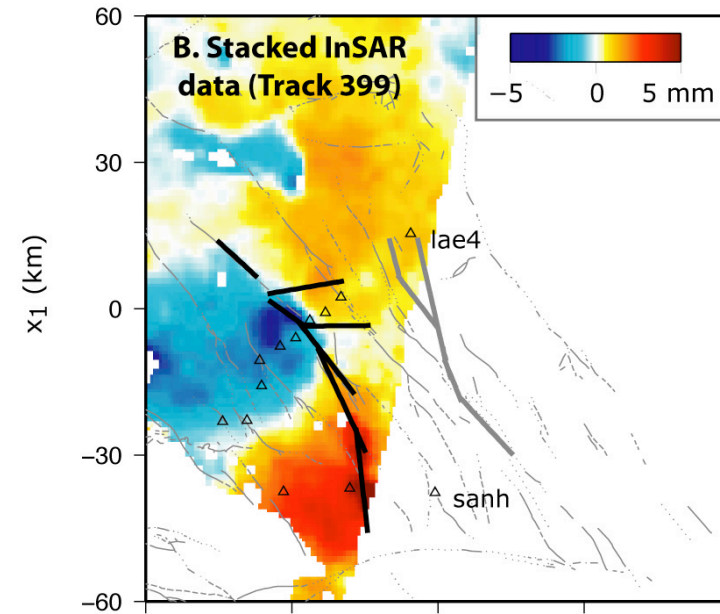 60
B. Stacked InSAR
data (Track 399)
−5 0 5 mm
30
lae4
x₁ (km)
0
−30
sanh
−60